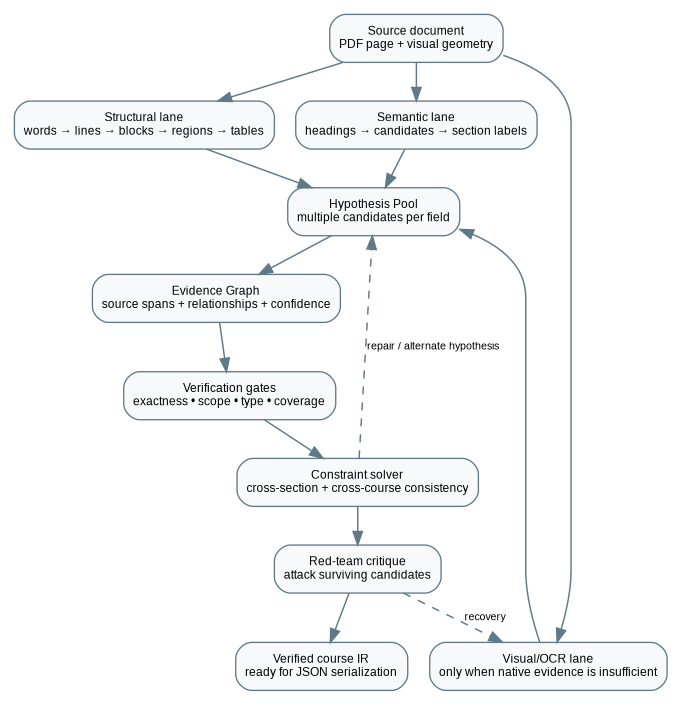 Source document
PDF page + visual geometry
Structural lane
words → lines → blocks → regions → tables
Semantic lane
headings → candidates → section labels
Hypothesis Pool
multiple candidates per field
Evidence Graph
source spans + relationships + confidence
repair / alternate hypothesis
Verification gates
exactness • scope • type • coverage
Constraint solver
cross-section + cross-course consistency
Red-team critique
attack surviving candidates
recovery
Verified course IR
ready for JSON serialization
Visual/OCR lane
only when native evidence is insufficient